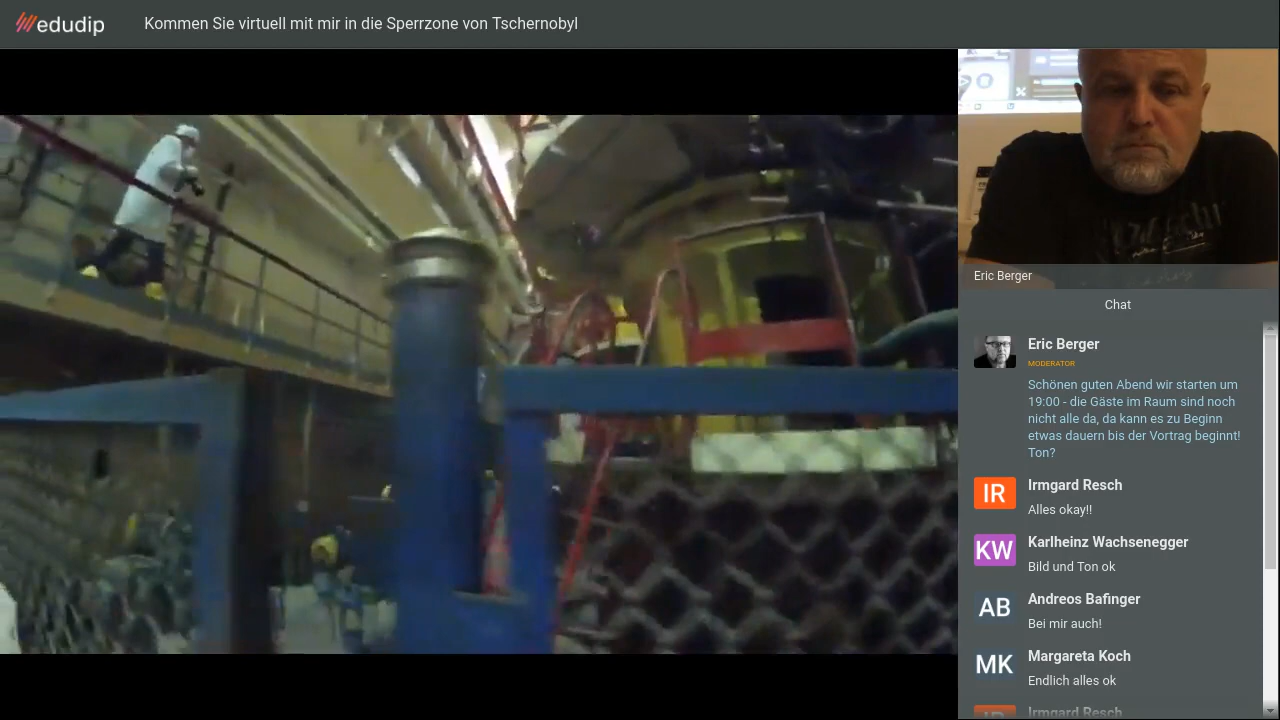 edudip
Kommen Sie virtuell mit mir in die Sperrzone von Tschernobyl
Eric Berger
Chat
Eric Berger
MODERATOR
Schönen guten Abend wir starten um
19:00 - die Gäste im Raum sind noch
nicht alle da, da kann es zu Beginn
etwas dauern bis der Vortrag beginnt!
Ton?
IR
Irmgard Resch
Alles okay!!
KW
Karlheinz Wachsenegger
Bild und Ton ok
AB
Andreos Bafinger
Bei mir auch!
MK
Margareta Koch
Endlich alles ok
IR
Irmgard Resch